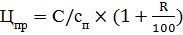 Цпр = С/сп × (1 + R/100)